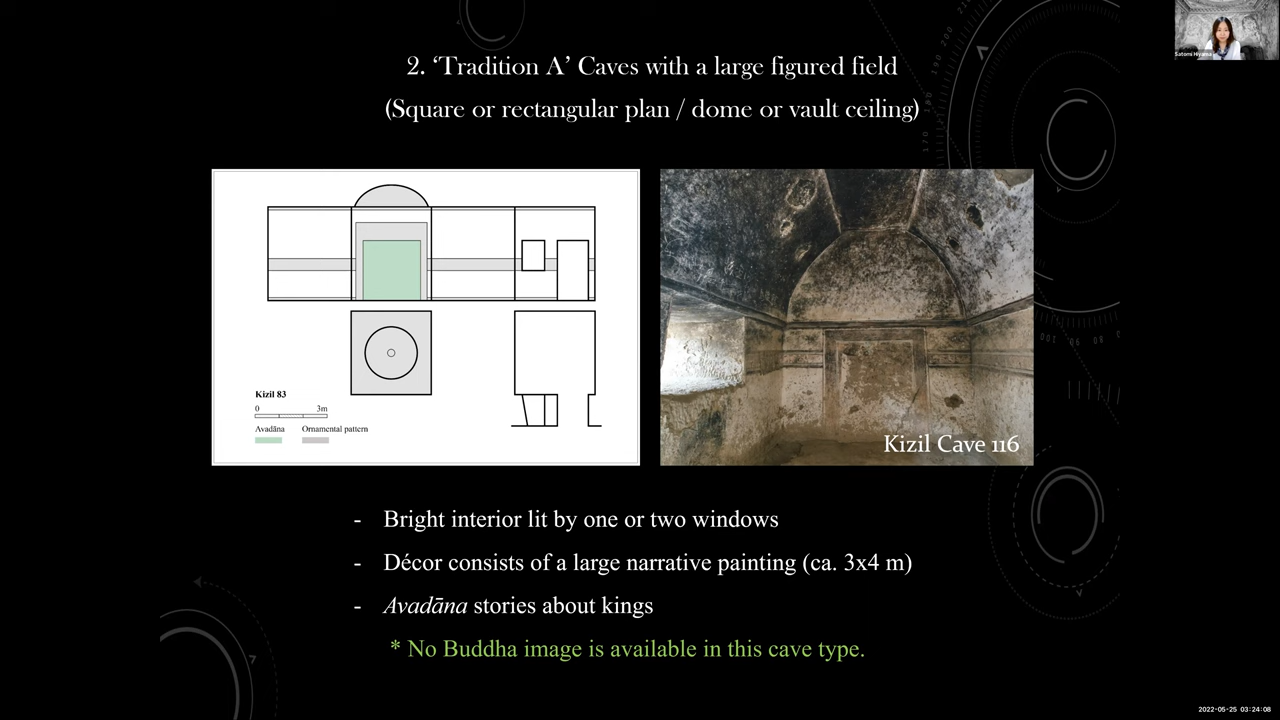 2. ‘Tradition A’ Caves with a large figured field
(Square or rectangular plan / dome or vault ceiling)
Satomi Hiyama
Kizil 83
0 3m
Avadāna Ornamental pattern
Kizil Cave 116
- Bright interior lit by one or two windows
- Décor consists of a large narrative painting (ca. 3x4 m)
- Avadāna stories about kings
* No Buddha image is available in this cave type.
2022-05-25 03:24:08